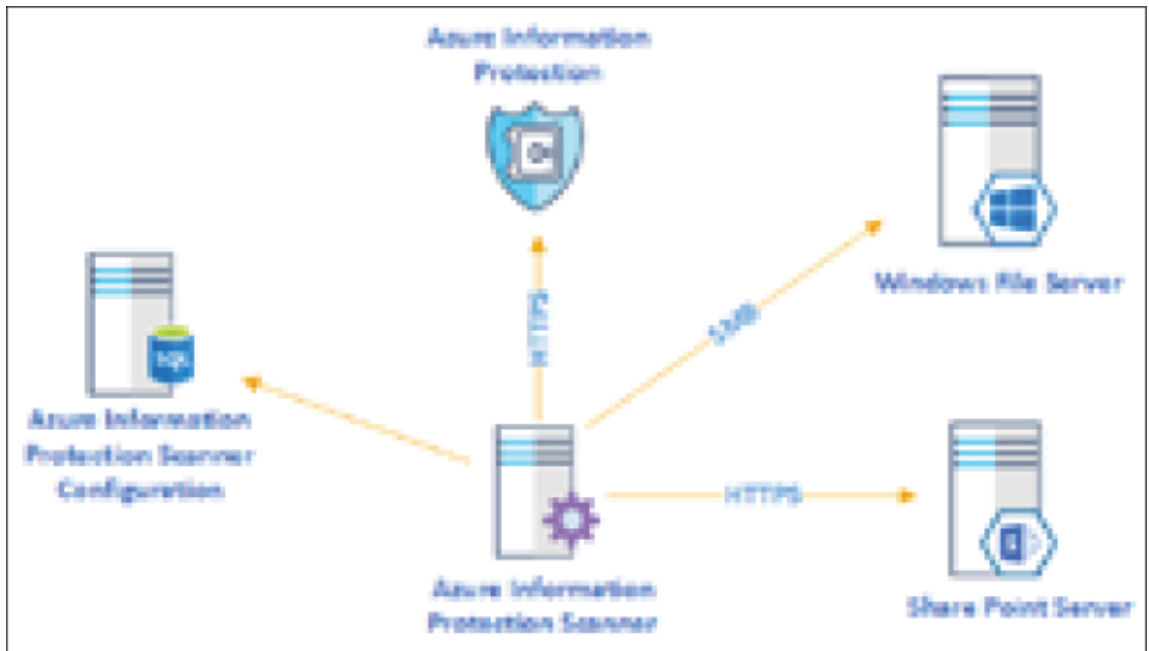 Azure Information
Protection
Windows File Server
HTTPS
SMB
SQL
Azure Information
Protection Scanner
Configuration
HTTPS
Azure Information
Protection Scanner
Share Point Server